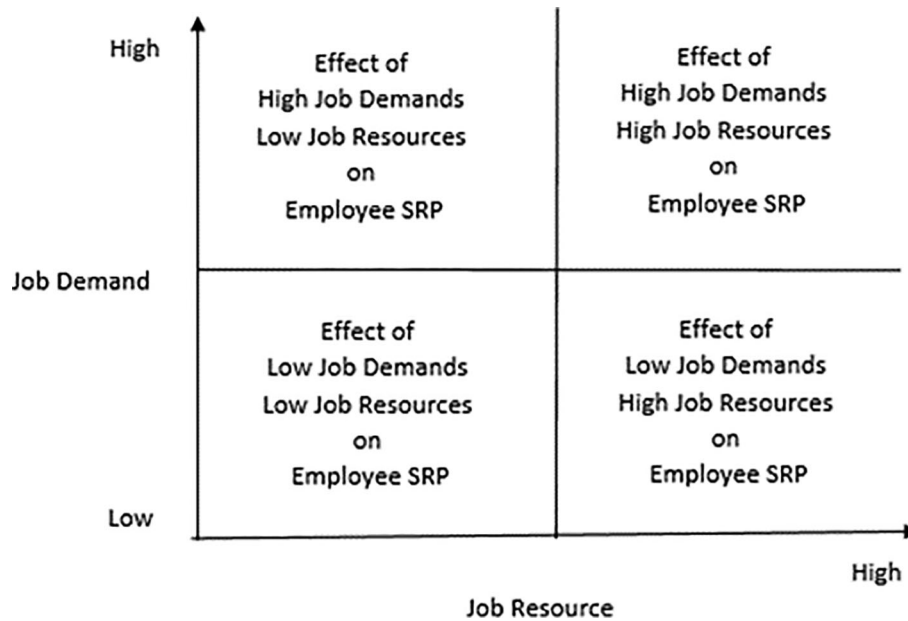 High
Effect of
High Job Demands
Low Job Resources
on
Employee SRP
Effect of
High Job Demands
High Job Resources
on
Employee SRP
Job Demand
Effect of
Low Job Demands
Low Job Resources
on
Employee SRP
Effect of
Low Job Demands
High Job Resources
on
Employee SRP
Low
High
Job Resource